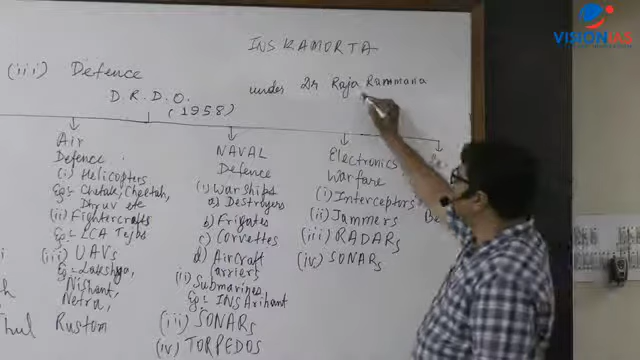 VISIONIAS
INS KAMORTA
(iii) Defence
D. R. D. O.
(1958)
under Dr Raja Rammana
Air
Defence
(i) Helicopters
Eg:- Chetak, Cheetah,
Dhruv etc
(ii) Fightercrafts
Eg:- LCA Tejas
(iii) UAVs
Eg:- Lakshya,
Nishant,
Netra,
Rustom
NAVAL
Defence
(i) Warships
a) Destroyers
b) Frigates
c) Corvettes
d) Aircraft
Carriers
(ii) Submarines
Eg:- INS Arihant
(iii) SONARs
(iv) TORPEDOS
Electronics
Warfare
(i) Interceptors
(ii) Jammers
(iii) RADARs
(iv) SONARs
Be